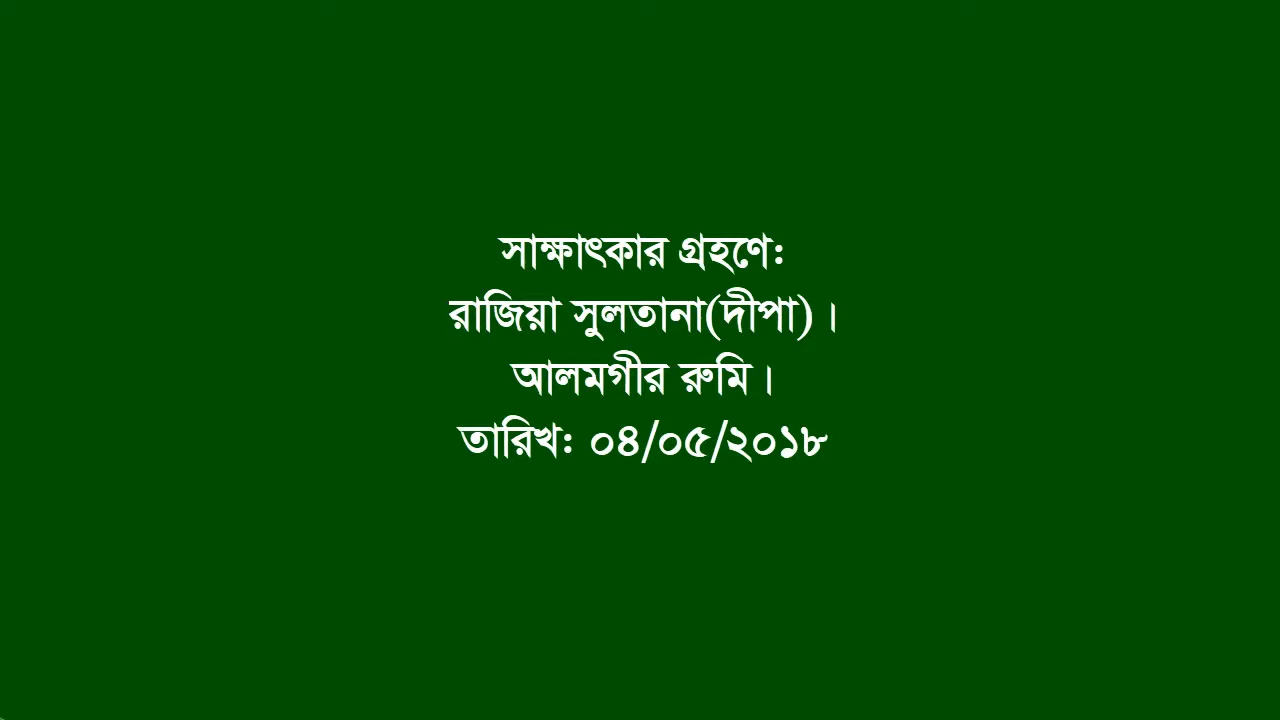 সাক্ষাৎকার গ্রহণে:
রাজিয়া সুলতানা(দীপা)।
আলমগীর রুমি।
তারিখ: ০৪/০৫/২০১৮